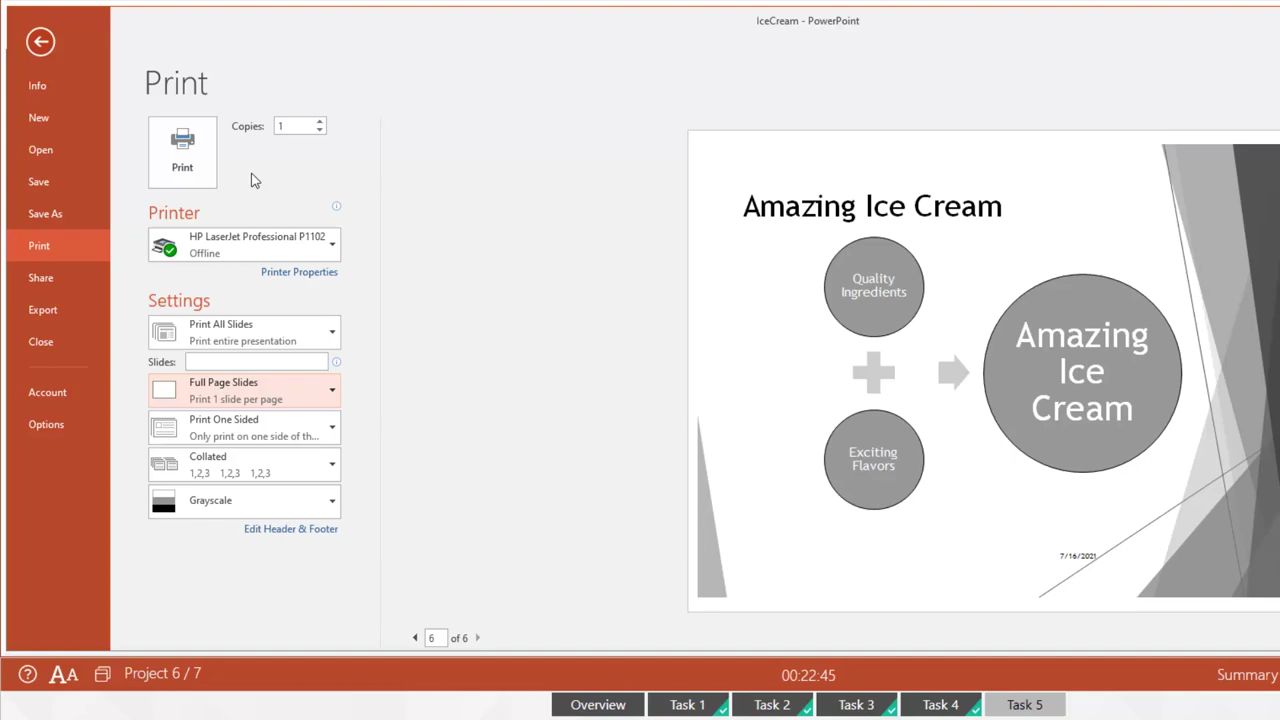 IceCream - PowerPoint
Info
New
Open
Save
Save As
Print
Share
Export
Close
Account
Options
Print
Print
Copies: 1
Printer
HP LaserJet Professional P1102
Offline
Printer Properties
Settings
Print All Slides
Print entire presentation
Slides:
Full Page Slides
Print 1 slide per page
Print One Sided
Only print on one side of th...
Collated
1,2,3 1,2,3 1,2,3
Grayscale
Edit Header & Footer
Amazing Ice Cream
Quality
Ingredients
Exciting
Flavors
Amazing
Ice
Cream
7/16/2021
6 of 6
? AA Project 6 / 7
00:22:45
Summary
Overview Task 1 Task 2 Task 3 Task 4 Task 5